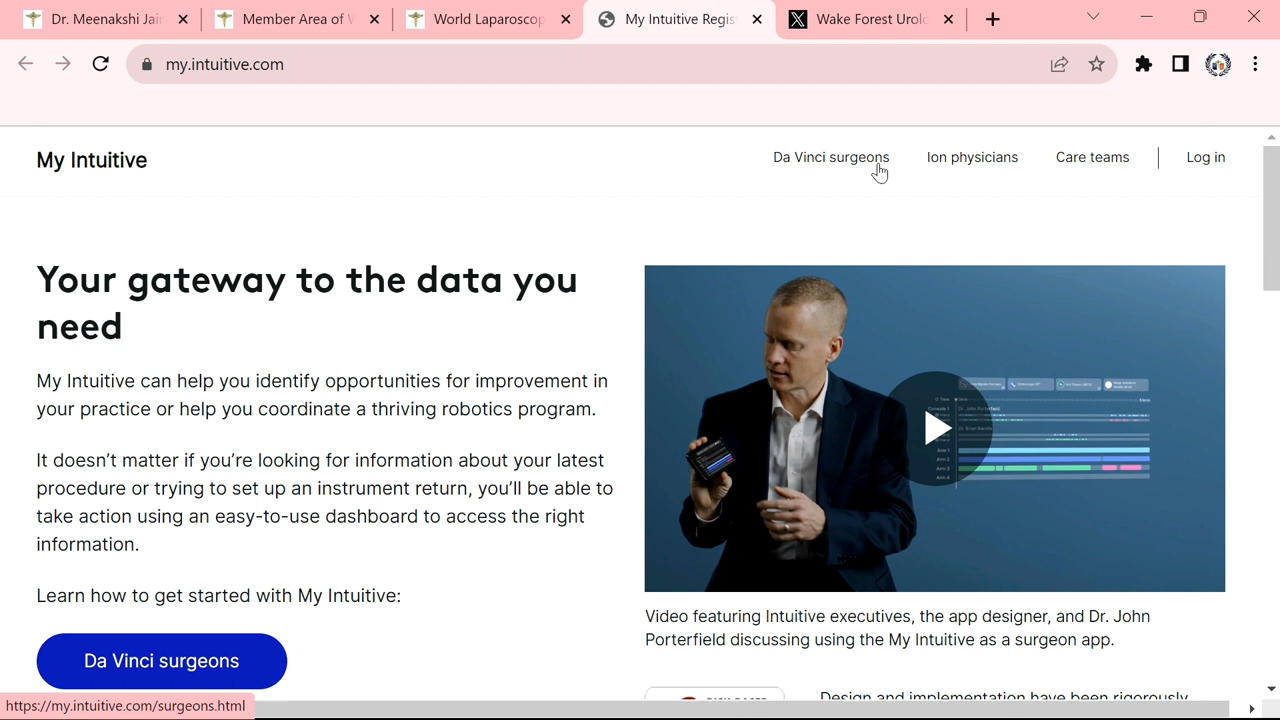 Dr. Meenakshi Jain
Member Area of W
World Laparoscop
My Intuitive Regis
Wake Forest Urol
my.intuitive.com
My Intuitive
Da Vinci surgeons
Ion physicians
Care teams
Log in
Your gateway to the data you
need
My Intuitive can help you identify opportunities for improvement in
your practice or help you coordinate a thriving robotics program.
It doesn’t matter if you’re looking for information about your latest
procedure or trying to set up an instrument return, you’ll be able to
take action using an easy-to-use dashboard to access the right
information.
Learn how to get started with My Intuitive:
Da Vinci surgeons
Video featuring Intuitive executives, the app designer, and Dr. John
Porterfield discussing using the My Intuitive as a surgeon app.
Design and implementation have been rigorously
https://my.intuitive.com/surgeons.html